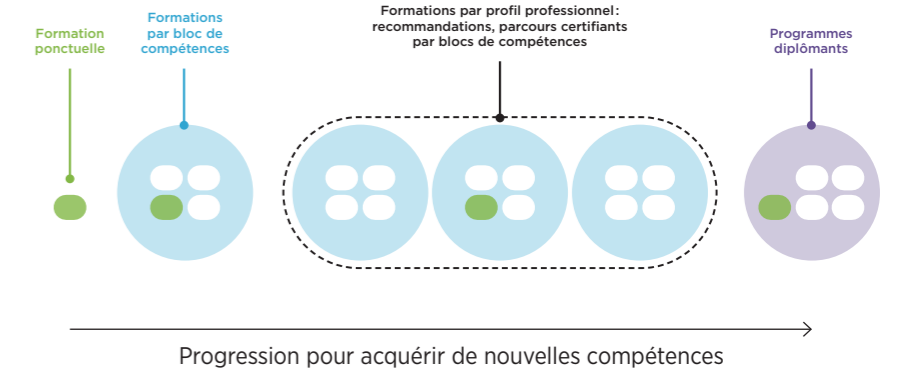 Formation
ponctuelle
Formations
par bloc de
compétences
Formations par profil professionnel:
recommandations, parcours certifiants
par blocs de compétences
Programmes
diplômants
Progression pour acquérir de nouvelles compétences